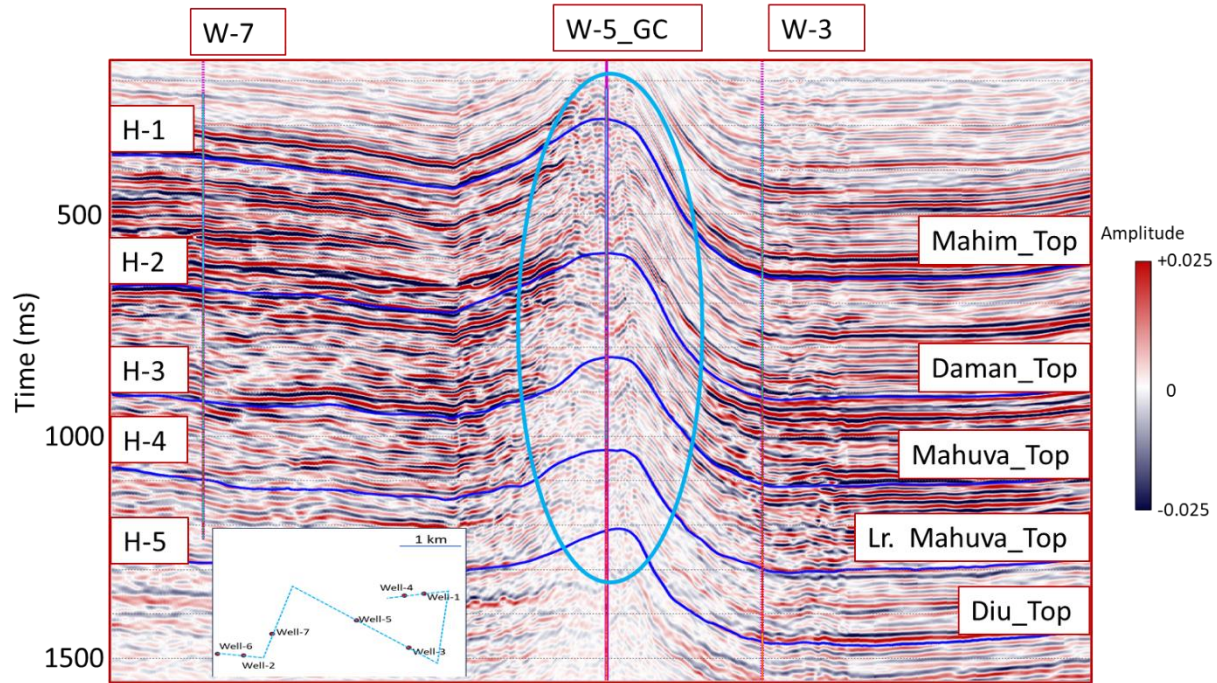 W-7
W-5_GC
W-3
H-1
H-2
H-3
H-4
H-5
Time (ms)
500
1000
1500
Mahim_Top
Daman_Top
Mahuva_Top
Lr. Mahuva_Top
Diu_Top
Amplitude
+0.025
0
-0.025
1 km
Well-4
Well-1
Well-5
Well-7
Well-3
Well-6
Well-2